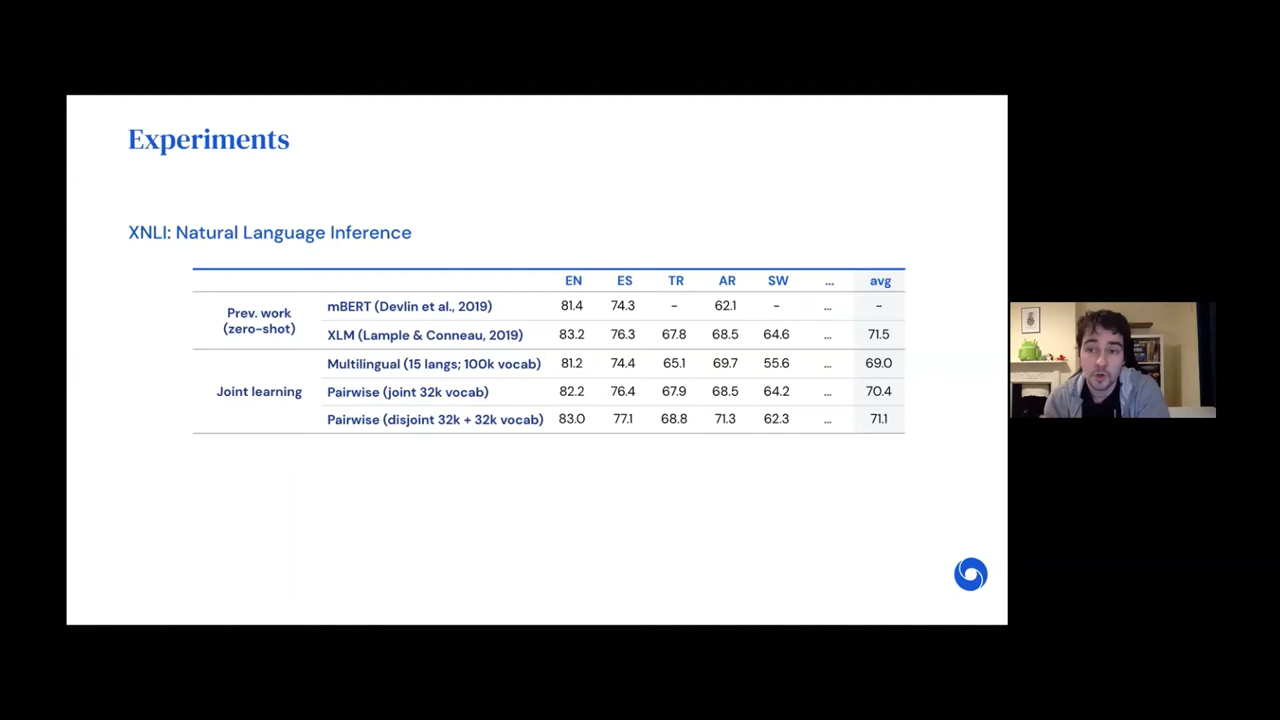 Experiments
XNLI: Natural Language Inference
EN ES TR AR SW ... avg
Prev. work (zero-shot)
mBERT (Devlin et al., 2019) 81.4 74.3 - 62.1 - ... -
XLM (Lample & Conneau, 2019) 83.2 76.3 67.8 68.5 64.6 ... 71.5
Joint learning
Multilingual (15 langs; 100k vocab) 81.2 74.4 65.1 69.7 55.6 ... 69.0
Pairwise (joint 32k vocab) 82.2 76.4 67.9 68.5 64.2 ... 70.4
Pairwise (disjoint 32k + 32k vocab) 83.0 77.1 68.8 71.3 62.3 ... 71.1